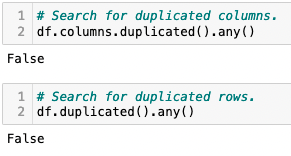 1 # Search for duplicated columns.
2 df.columns.duplicated().any()
False
1 # Search for duplicated rows.
2 df.duplicated().any()
False